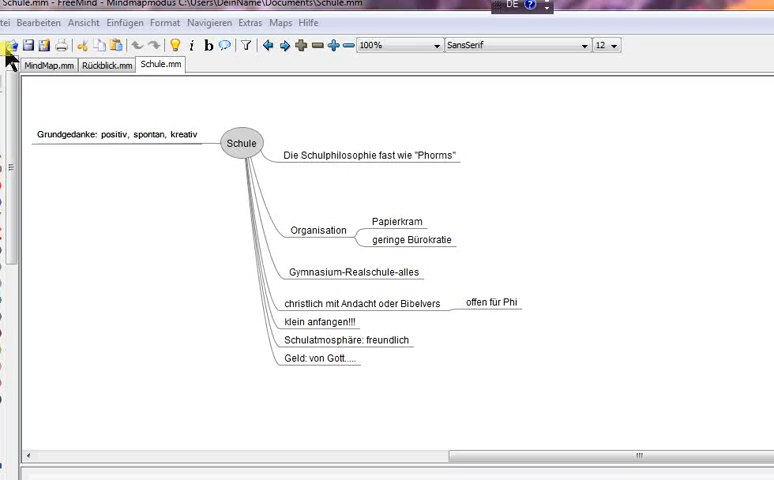 Schule.mm - FreeMind - Mindmapmodus C:\Users\DeinName\Documents\Schule.mm
DE
tei Bearbeiten Ansicht Einfügen Format Navigieren Extras Maps Hilfe
i b 100% SansSerif 12
MindMap.mm Rückblick.mm Schule.mm
Grundgedanke: positiv, spontan, kreativ
Schule
Die Schulphilosophie fast wie "Phorms"
Organisation
Papierkram
geringe Bürokratie
Gymnasium-Realschule-alles
christlich mit Andacht oder Bibelvers
offen für Phi
klein anfangen!!!
Schulatmosphäre: freundlich
Geld: von Gott.....